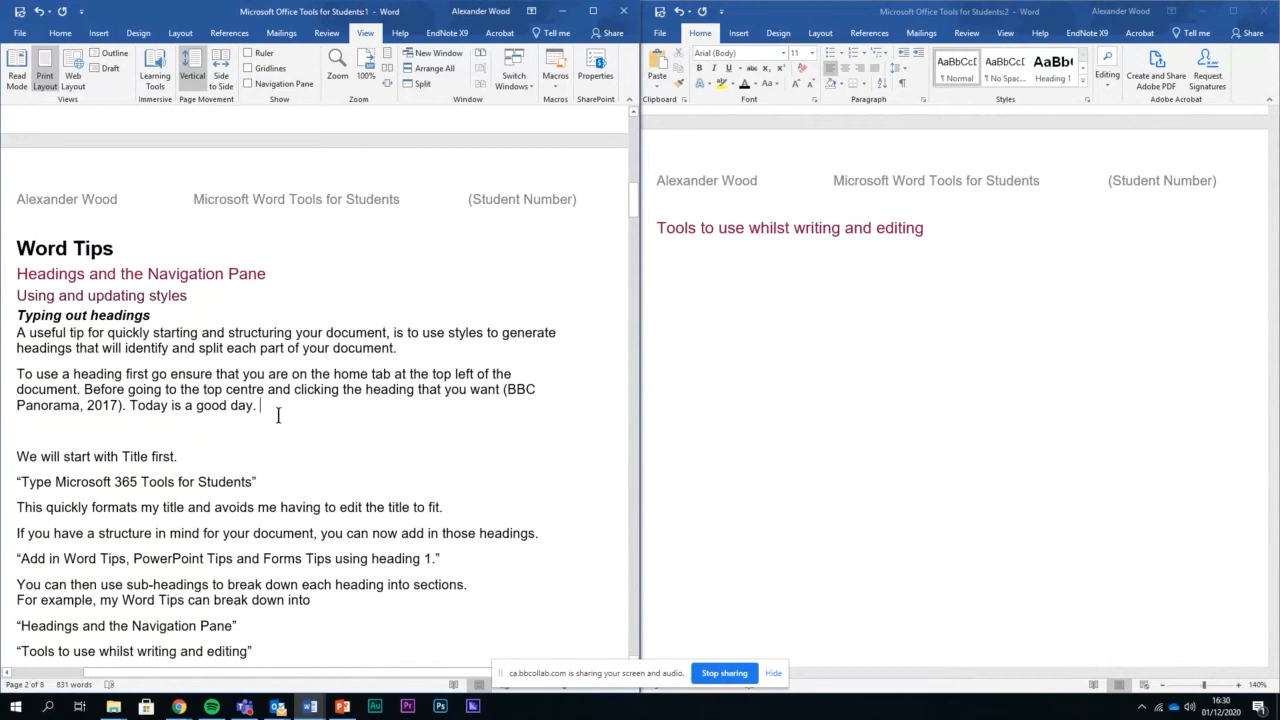 Microsoft Office Tools for Students:1 - Word
Alexander Wood
File Home Insert Design Layout References Mailings Review View Help EndNote X9 Acrobat Tell me Share
Read Mode
Print Layout
Web Layout
Outline
Draft
Views
Learning Tools
Immersive
Vertical
Side to Side
Page Movement
Ruler
Gridlines
Navigation Pane
Show
Zoom
100%
Zoom
New Window
Arrange All
Split
Window
Switch Windows
Macros
Macros
Properties
SharePoint
Alexander Wood Microsoft Word Tools for Students (Student Number)
Word Tips
Headings and the Navigation Pane
Using and updating styles
Typing out headings
A useful tip for quickly starting and structuring your document, is to use styles to generate
headings that will identify and split each part of your document.
To use a heading first go ensure that you are on the home tab at the top left of the
document. Before going to the top centre and clicking the heading that you want (BBC
Panorama, 2017). Today is a good day.
We will start with Title first.
“Type Microsoft 365 Tools for Students”
This quickly formats my title and avoids me having to edit the title to fit.
If you have a structure in mind for your document, you can now add in those headings.
“Add in Word Tips, PowerPoint Tips and Forms Tips using heading 1.”
You can then use sub-headings to break down each heading into sections.
For example, my Word Tips can break down into
“Headings and the Navigation Pane”
“Tools to use whilst writing and editing”
Page 2 of 8 831 words
Microsoft Office Tools for Students:2 - Word
Alexander Wood
File Home Insert Design Layout References Mailings Review View Help EndNote X9 Acrobat Tell me Share
Paste
Clipboard
Arial (Body) 11
B I U abc x₂ x²
Aa
Font
Paragraph
AaBbCcDc AaBbCcDc AaBbC
¶ Normal ¶ No Spac... Heading 1
Styles
Editing
Create and Share Adobe PDF
Request Signatures
Adobe Acrobat
Alexander Wood Microsoft Word Tools for Students (Student Number)
Tools to use whilst writing and editing
140%
ca.bbcollab.com is sharing your screen and audio. Stop sharing Hide
16:30
01/12/2020